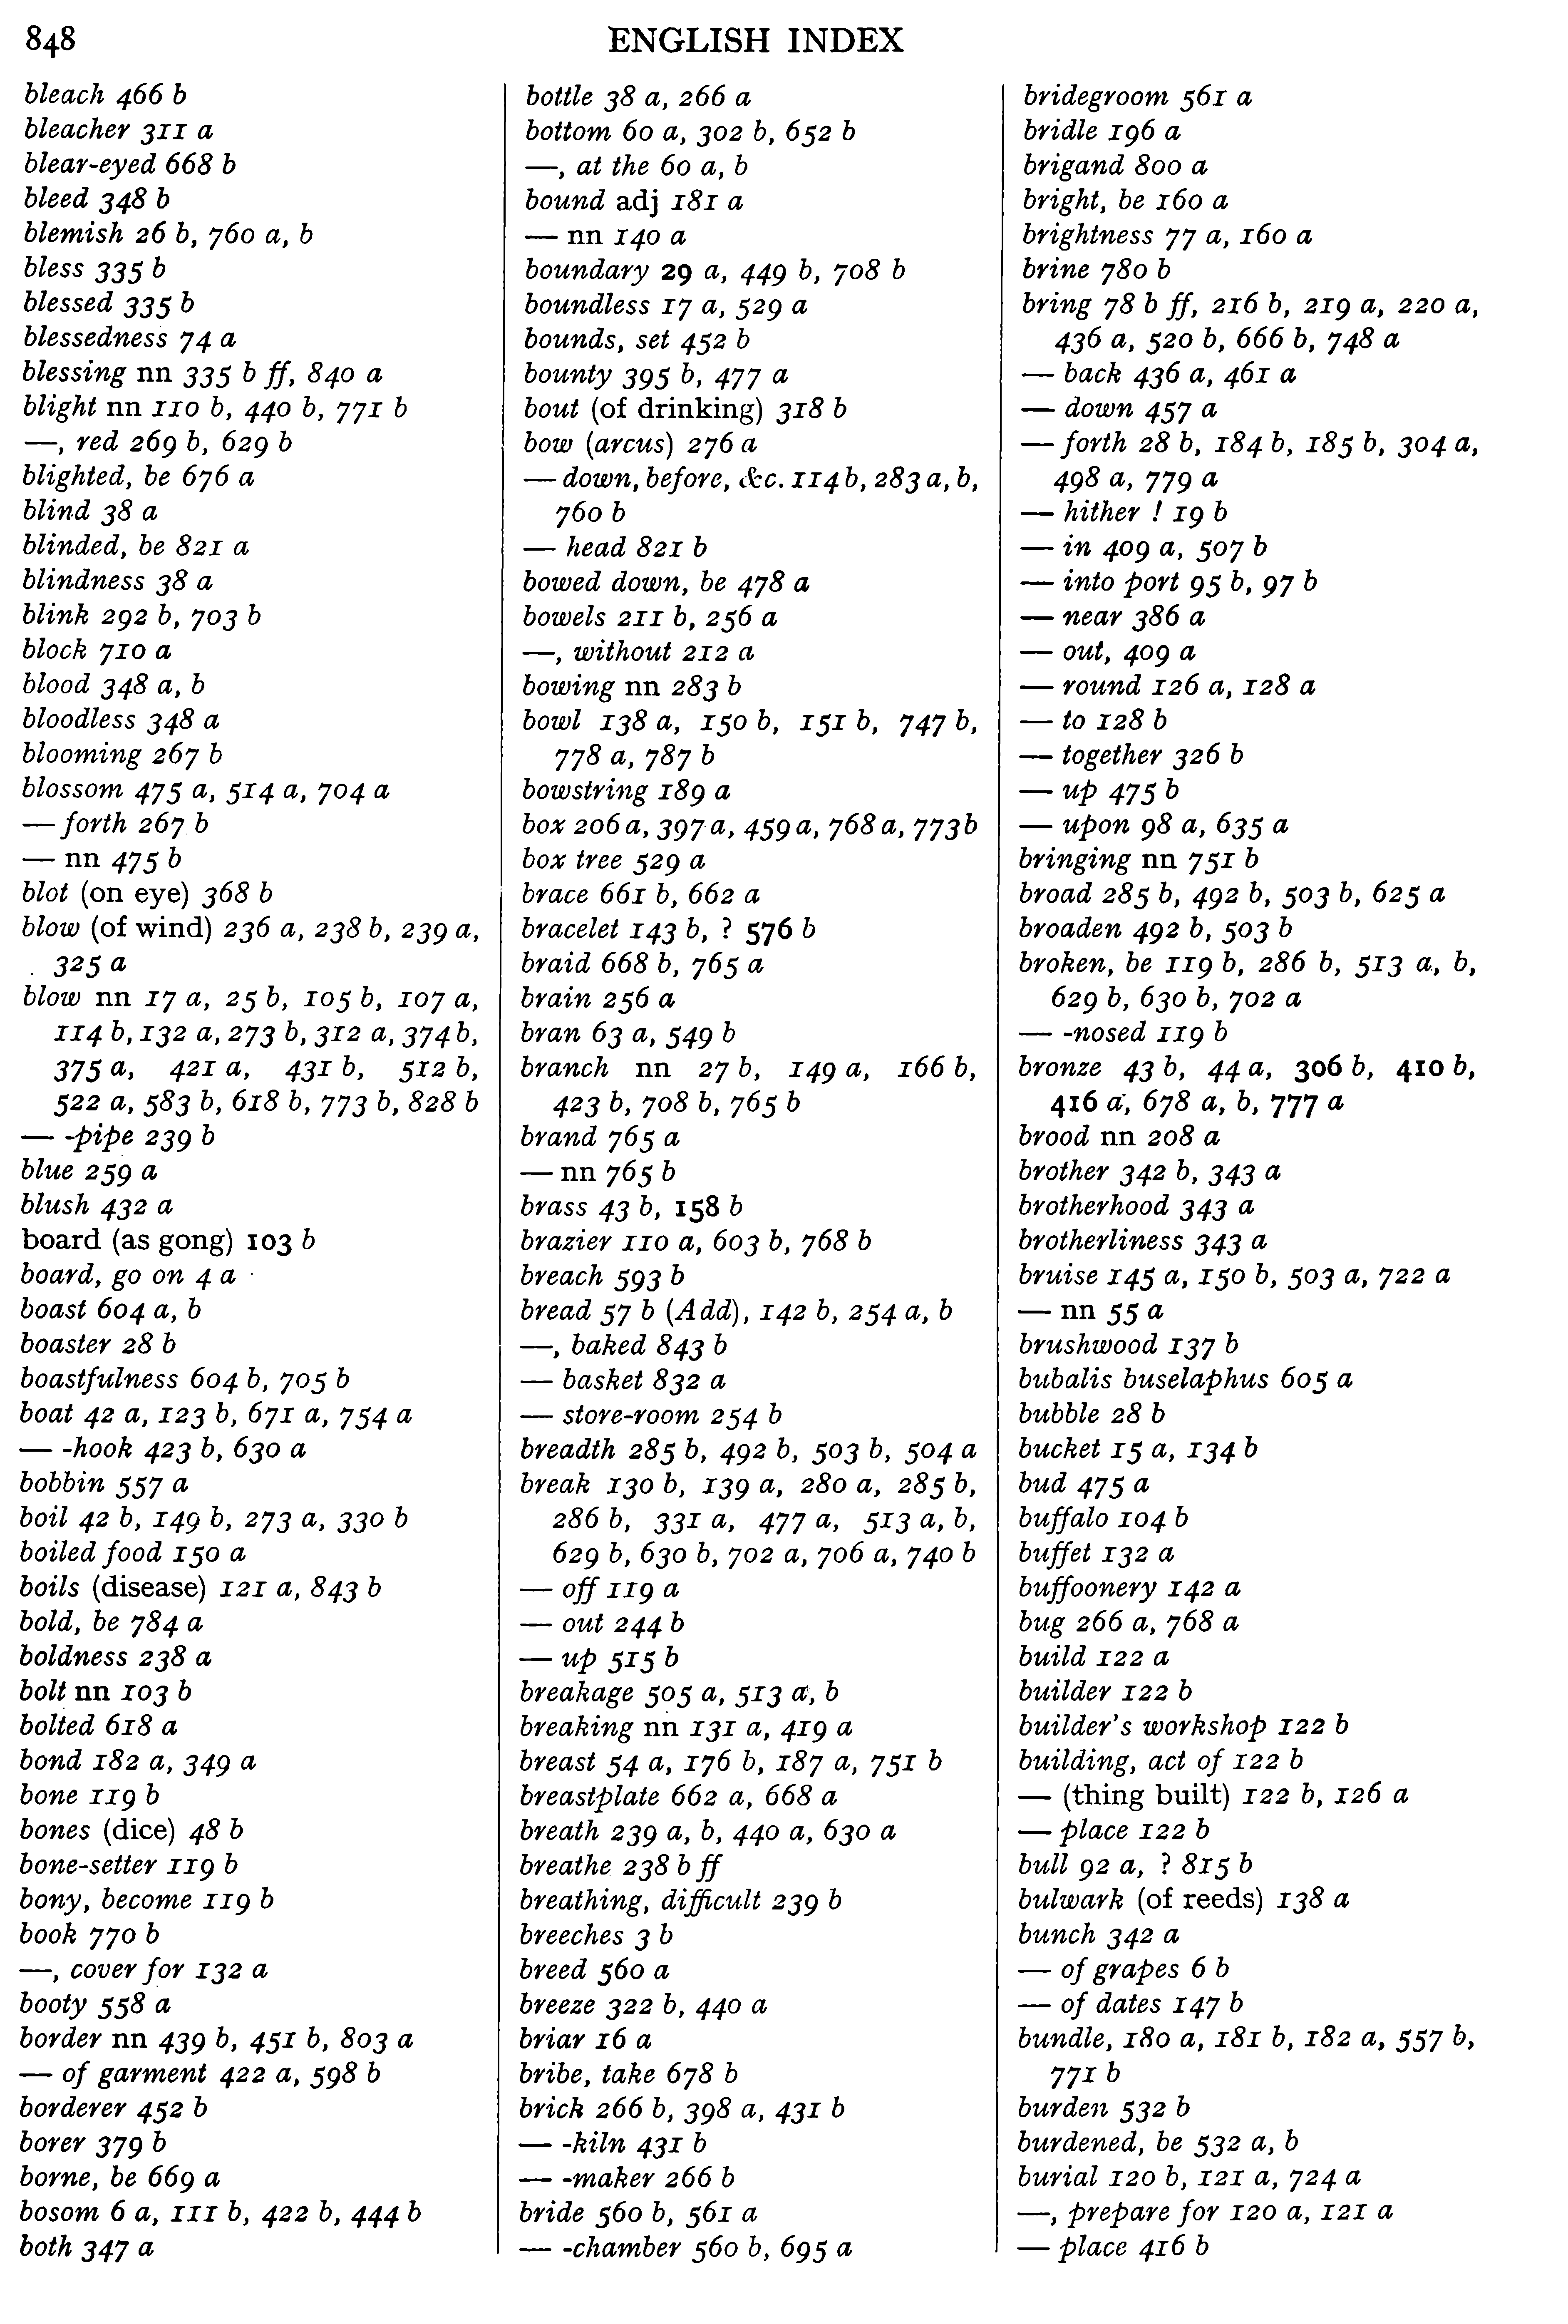 848
ENGLISH INDEX
bleach 466 b
bleacher 311 a
blear-eyed 668 b
bleed 348 b
blemish 26 b, 760 a, b
bless 335 b
blessed 335 b
blessedness 74 a
blessing nn 335 b ff, 840 a
blight nn 110 b, 440 b, 771 b
—, red 269 b, 629 b
blighted, be 676 a
blind 38 a
blinded, be 821 a
blindness 38 a
blink 292 b, 703 b
block 710 a
blood 348 a, b
bloodless 348 a
blooming 267 b
blossom 475 a, 514 a, 704 a
— forth 267 b
— nn 475 b
blot (on eye) 368 b
blow (of wind) 236 a, 238 b, 239 a,
325 a
blow nn 17 a, 25 b, 105 b, 107 a,
114 b, 132 a, 273 b, 312 a, 374 b,
375 a, 421 a, 431 b, 512 b,
522 a, 583 b, 618 b, 773 b, 828 b
— -pipe 239 b
blue 259 a
blush 432 a
board (as gong) 103 b
board, go on 4 a
boast 604 a, b
boaster 28 b
boastfulness 604 b, 705 b
boat 42 a, 123 b, 671 a, 754 a
— -hook 423 b, 630 a
bobbin 557 a
boil 42 b, 149 b, 273 a, 330 b
boiled food 150 a
boils (disease) 121 a, 843 b
bold, be 784 a
boldness 238 a
bolt nn 103 b
bolted 618 a
bond 182 a, 349 a
bone 119 b
bones (dice) 48 b
bone-setter 119 b
bony, become 119 b
book 770 b
—, cover for 132 a
booty 558 a
border nn 439 b, 451 b, 803 a
— of garment 422 a, 598 b
borderer 452 b
borer 379 b
borne, be 669 a
bosom 6 a, 111 b, 422 b, 444 b
both 347 a
bottle 38 a, 266 a
bottom 60 a, 302 b, 652 b
—, at the 60 a, b
bound adj 181 a
— nn 140 a
boundary 29 a, 449 b, 708 b
boundless 17 a, 529 a
bounds, set 452 b
bounty 395 b, 477 a
bout (of drinking) 318 b
bow (arcus) 276 a
— down, before, &c. 114 b, 283 a, b,
760 b
— head 821 b
bowed down, be 478 a
bowels 211 b, 256 a
—, without 212 a
bowing nn 283 b
bowl 138 a, 150 b, 151 b, 747 b,
778 a, 787 b
bowstring 189 a
box 206 a, 397 a, 459 a, 768 a, 773 b
box tree 529 a
brace 661 b, 662 a
bracelet 143 b, ? 576 b
braid 668 b, 765 a
brain 256 a
bran 63 a, 549 b
branch nn 27 b, 149 a, 166 b,
423 b, 708 b, 765 b
brand 765 a
— nn 765 b
brass 43 b, 158 b
brazier 110 a, 603 b, 768 b
breach 593 b
bread 57 b (Add), 142 b, 254 a, b
—, baked 843 b
— basket 832 a
— store-room 254 b
breadth 285 b, 492 b, 503 b, 504 a
break 130 b, 139 a, 280 a, 285 b,
286 b, 331 a, 477 a, 513 a, b,
629 b, 630 b, 702 a, 706 a, 740 b
— off 119 a
— out 244 b
— up 515 b
breakage 505 a, 513 a, b
breaking nn 131 a, 419 a
breast 54 a, 176 b, 187 a, 751 b
breastplate 662 a, 668 a
breath 239 a, b, 440 a, 630 a
breathe 238 b ff
breathing, difficult 239 b
breeches 3 b
breed 560 a
breeze 322 b, 440 a
briar 16 a
bribe, take 678 b
brick 266 b, 398 a, 431 b
— -kiln 431 b
— -maker 266 b
bride 560 b, 561 a
— -chamber 560 b, 695 a
bridegroom 561 a
bridle 196 a
brigand 800 a
bright, be 160 a
brightness 77 a, 160 a
brine 780 b
bring 78 b ff, 216 b, 219 a, 220 a,
436 a, 520 b, 666 b, 748 a
— back 436 a, 461 a
— down 457 a
— forth 28 b, 184 b, 185 b, 304 a,
498 a, 779 a
— hither ! 19 b
— in 409 a, 507 b
— into port 95 b, 97 b
— near 386 a
— out, 409 a
— round 126 a, 128 a
— to 128 b
— together 326 b
— up 475 b
— upon 98 a, 635 a
bringing nn 751 b
broad 285 b, 492 b, 503 b, 625 a
broaden 492 b, 503 b
broken, be 119 b, 286 b, 513 a, b,
629 b, 630 b, 702 a
— -nosed 119 b
bronze 43 b, 44 a, 306 b, 410 b,
416 a, 678 a, b, 777 a
brood nn 208 a
brother 342 b, 343 a
brotherhood 343 a
brotherliness 343 a
bruise 145 a, 150 b, 503 a, 722 a
— nn 55 a
brushwood 137 b
bubalis buselaphus 605 a
bubble 28 b
bucket 15 a, 134 b
bud 475 a
buffalo 104 b
buffet 132 a
buffoonery 142 a
bug 266 a, 768 a
build 122 a
builder 122 b
builder's workshop 122 b
building, act of 122 b
— (thing built) 122 b, 126 a
— place 122 b
bull 92 a, ? 815 b
bulwark (of reeds) 138 a
bunch 342 a
— of grapes 6 b
— of dates 147 b
bundle, 180 a, 181 b, 182 a, 557 b,
771 b
burden 532 b
burdened, be 532 a, b
burial 120 b, 121 a, 724 a
—, prepare for 120 a, 121 a
— place 416 b